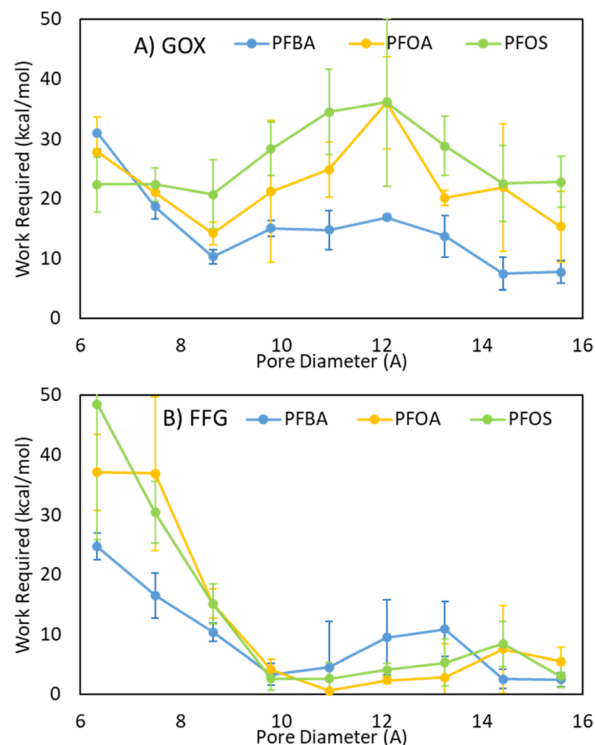 50
A) GOX
PFBA PFOA PFOS
40
30
20
10
0
Work Required (kcal/mol)
6 8 10 12 14 16
Pore Diameter (A)
50
B) FFG
PFBA PFOA PFOS
40
30
20
10
0
Work Required (kcal/mol)
6 8 10 12 14 16
Pore Diameter (A)